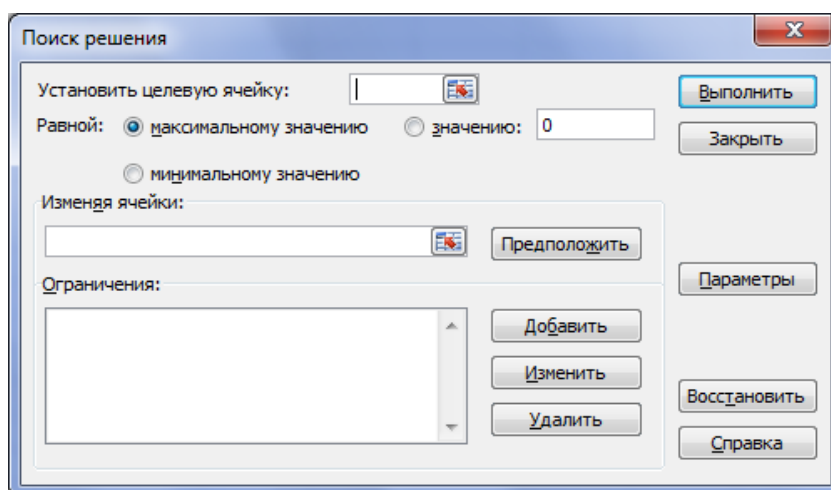 Поиск решения
Установить целевую ячейку:
Выполнить
Равной: максимальному значению значению: 0
Закрыть
минимальному значению
Изменяя ячейки:
Предположить
Параметры
Ограничения:
Добавить
Изменить
Удалить
Восстановить
Справка